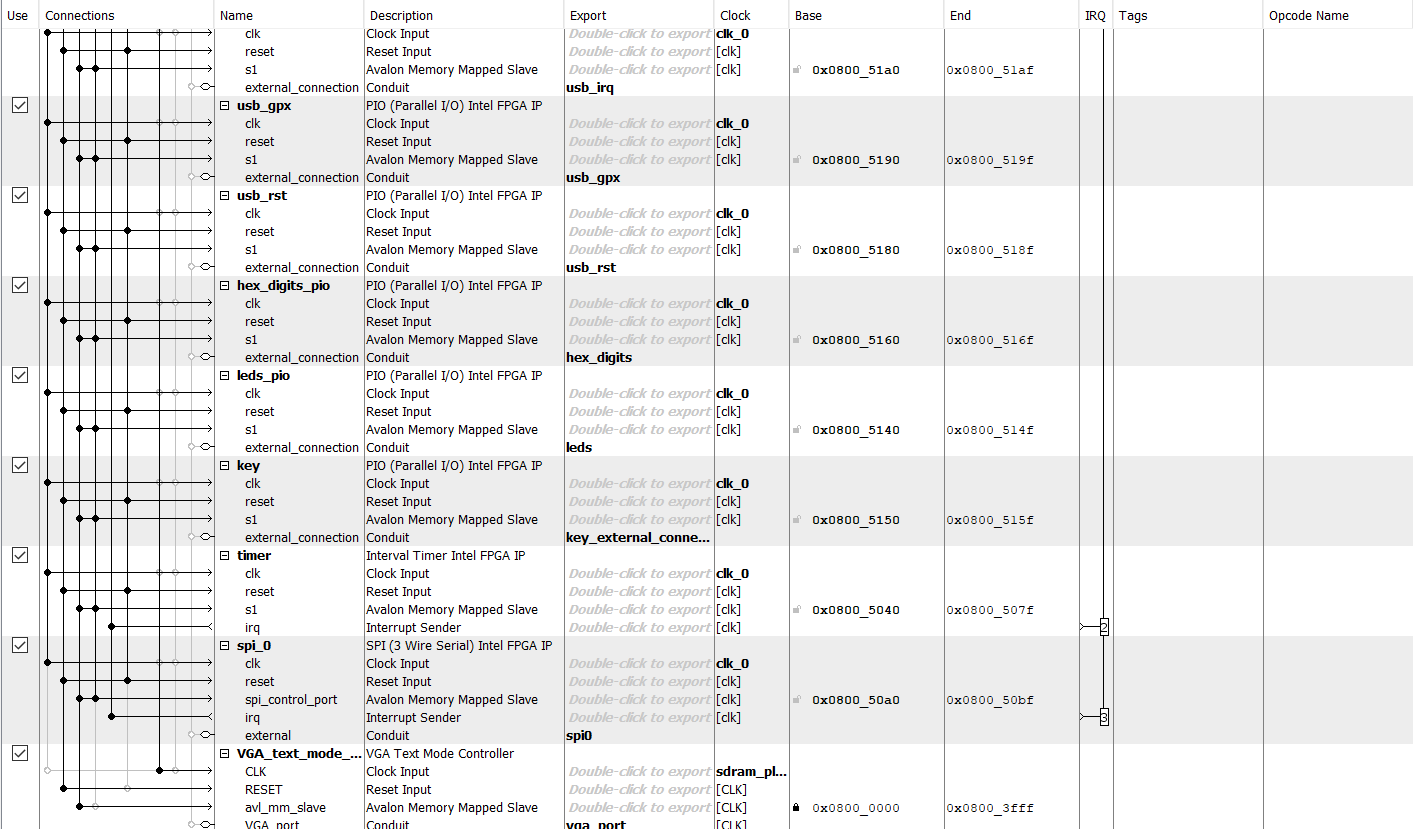 Use Connections Name Description Export Clock Base End IRQ Tags Opcode Name
clk Clock Input Double-click to export clk_0
reset Reset Input Double-click to export [clk]
s1 Avalon Memory Mapped Slave Double-click to export [clk] 0x0800_51a0 0x0800_51af
external_connection Conduit usb_irq
usb_gpx PIO (Parallel I/O) Intel FPGA IP
clk Clock Input Double-click to export clk_0
reset Reset Input Double-click to export [clk]
s1 Avalon Memory Mapped Slave Double-click to export [clk] 0x0800_5190 0x0800_519f
external_connection Conduit usb_gpx
usb_rst PIO (Parallel I/O) Intel FPGA IP
clk Clock Input Double-click to export clk_0
reset Reset Input Double-click to export [clk]
s1 Avalon Memory Mapped Slave Double-click to export [clk] 0x0800_5180 0x0800_518f
external_connection Conduit usb_rst
hex_digits_pio PIO (Parallel I/O) Intel FPGA IP
clk Clock Input Double-click to export clk_0
reset Reset Input Double-click to export [clk]
s1 Avalon Memory Mapped Slave Double-click to export [clk] 0x0800_5160 0x0800_516f
external_connection Conduit hex_digits
leds_pio PIO (Parallel I/O) Intel FPGA IP
clk Clock Input Double-click to export clk_0
reset Reset Input Double-click to export [clk]
s1 Avalon Memory Mapped Slave Double-click to export [clk] 0x0800_5140 0x0800_514f
external_connection Conduit leds
key PIO (Parallel I/O) Intel FPGA IP
clk Clock Input Double-click to export clk_0
reset Reset Input Double-click to export [clk]
s1 Avalon Memory Mapped Slave Double-click to export [clk] 0x0800_5150 0x0800_515f
external_connection Conduit key_external_conne...
timer Interval Timer Intel FPGA IP
clk Clock Input Double-click to export clk_0
reset Reset Input Double-click to export [clk]
s1 Avalon Memory Mapped Slave Double-click to export [clk] 0x0800_5040 0x0800_507f
irq Interrupt Sender Double-click to export [clk] 2
spi_0 SPI (3 Wire Serial) Intel FPGA IP
clk Clock Input Double-click to export clk_0
reset Reset Input Double-click to export [clk]
spi_control_port Avalon Memory Mapped Slave Double-click to export [clk] 0x0800_50a0 0x0800_50bf
irq Interrupt Sender Double-click to export [clk] 3
external Conduit spi0
VGA_text_mode_... VGA Text Mode Controller
CLK Clock Input Double-click to export sdram_pl...
RESET Reset Input Double-click to export [CLK]
avl_mm_slave Avalon Memory Mapped Slave Double-click to export [CLK] 0x0800_0000 0x0800_3fff
VGA_port Conduit vga_port [CLK]